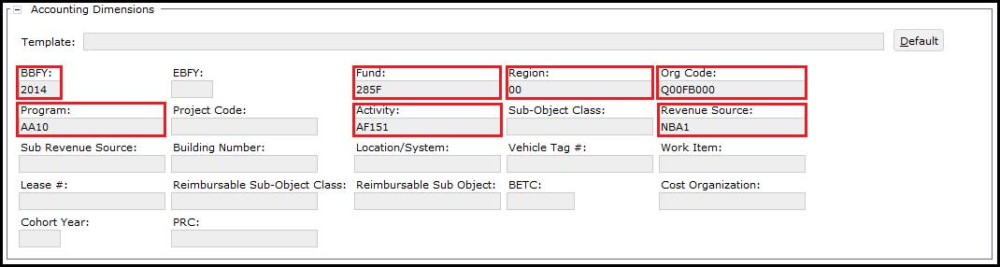 Accounting Dimensions
Template: Default
BBFY: EBFY: Fund: Region: Org Code:
2014 285F 00 Q00FB000
Program: Project Code: Activity: Sub-Object Class: Revenue Source:
AA10 AF151 NBA1
Sub Revenue Source: Building Number: Location/System: Vehicle Tag #: Work Item:
Lease #: Reimbursable Sub-Object Class: Reimbursable Sub Object: BETC: Cost Organization:
Cohort Year: PRC: